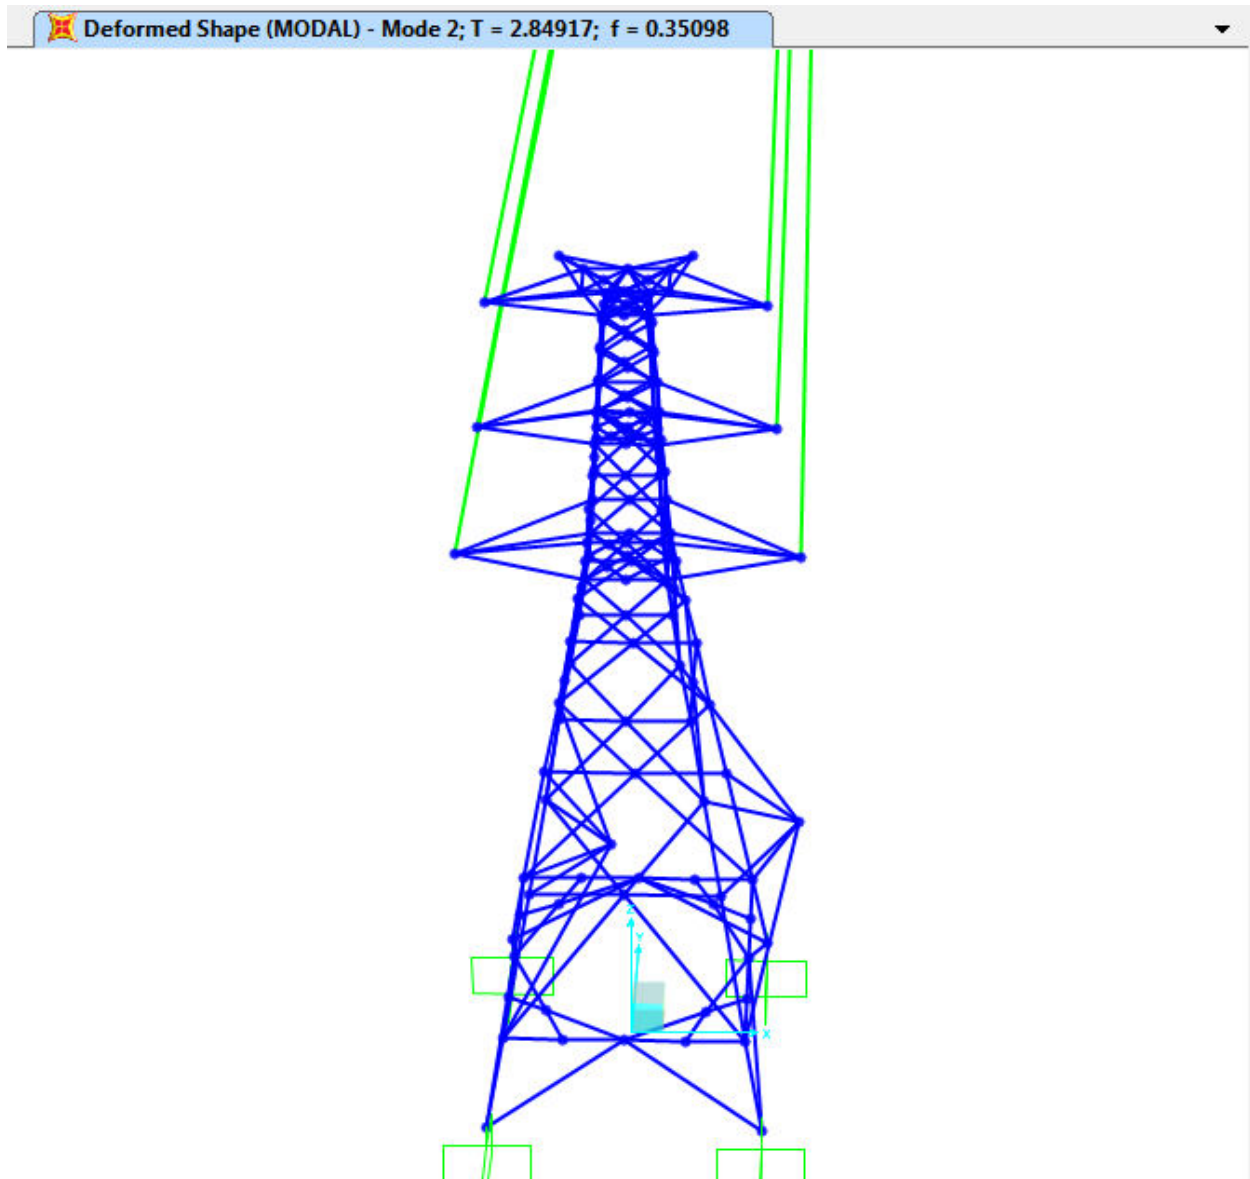 Deformed Shape (MODAL) - Mode 2; T = 2.84917;  f = 0.35098
Z
Y
X